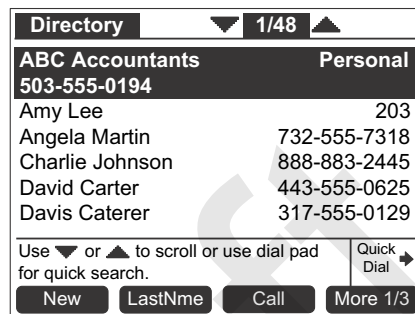 Directory 1/48
ABC Accountants Personal
503-555-0194
Amy Lee 203
Angela Martin 732-555-7318
Charlie Johnson 888-883-2445
David Carter 443-555-0625
Davis Caterer 317-555-0129
Use or to scroll or use dial pad
for quick search.
Quick
Dial
New LastNme Call More 1/3